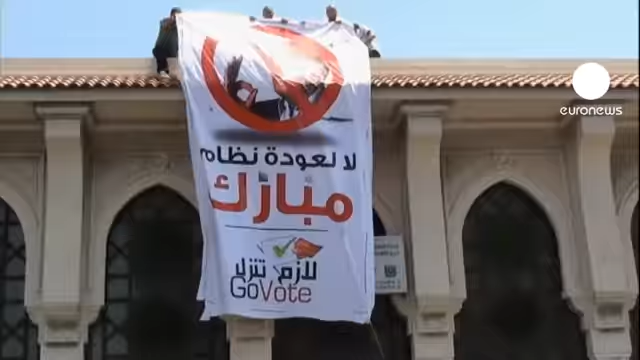 لا لعودة نظام
مبارك
لازم تنزل
GoVote
euronews